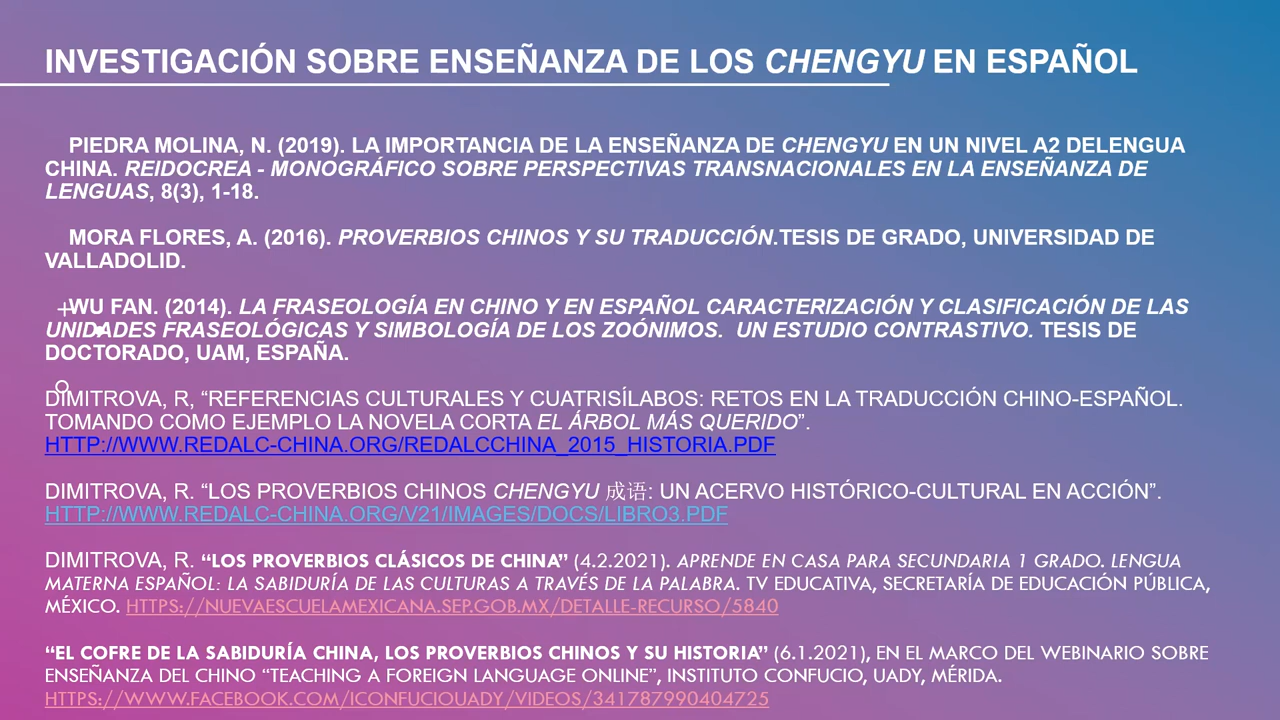 INVESTIGACIÓN SOBRE ENSEÑANZA DE LOS CHENGYU EN ESPAÑOL
PIEDRA MOLINA, N. (2019). LA IMPORTANCIA DE LA ENSEÑANZA DE CHENGYU EN UN NIVEL A2 DELENGUA
CHINA. REIDOCREA - MONOGRÁFICO SOBRE PERSPECTIVAS TRANSNACIONALES EN LA ENSEÑANZA DE
LENGUAS, 8(3), 1-18.
MORA FLORES, A. (2016). PROVERBIOS CHINOS Y SU TRADUCCIÓN.TESIS DE GRADO, UNIVERSIDAD DE
VALLADOLID.
WU FAN. (2014). LA FRASEOLOGÍA EN CHINO Y EN ESPAÑOL CARACTERIZACIÓN Y CLASIFICACIÓN DE LAS
UNIDADES FRASEOLÓGICAS Y SIMBOLOGÍA DE LOS ZOÓNIMOS. UN ESTUDIO CONTRASTIVO. TESIS DE
DOCTORADO, UAM, ESPAÑA.
DIMITROVA, R, “REFERENCIAS CULTURALES Y CUATRISÍLABOS: RETOS EN LA TRADUCCIÓN CHINO-ESPAÑOL.
TOMANDO COMO EJEMPLO LA NOVELA CORTA EL ÁRBOL MÁS QUERIDO”.
HTTP://WWW.REDALC-CHINA.ORG/REDALCCHINA_2015_HISTORIA.PDF
DIMITROVA, R. “LOS PROVERBIOS CHINOS CHENGYU 成语: UN ACERVO HISTÓRICO-CULTURAL EN ACCIÓN”.
HTTP://WWW.REDALC-CHINA.ORG/V21/IMAGES/DOCS/LIBRO3.PDF
DIMITROVA, R. “LOS PROVERBIOS CLÁSICOS DE CHINA” (4.2.2021). APRENDE EN CASA PARA SECUNDARIA 1 GRADO. LENGUA
MATERNA ESPAÑOL: LA SABIDURÍA DE LAS CULTURAS A TRAVÉS DE LA PALABRA. TV EDUCATIVA, SECRETARÍA DE EDUCACIÓN PÚBLICA,
MÉXICO. HTTPS://NUEVAESCUELAMEXICANA.SEP.GOB.MX/DETALLE-RECURSO/5840
“EL COFRE DE LA SABIDURÍA CHINA, LOS PROVERBIOS CHINOS Y SU HISTORIA” (6.1.2021), EN EL MARCO DEL WEBINARIO SOBRE
ENSEÑANZA DEL CHINO “TEACHING A FOREIGN LANGUAGE ONLINE”, INSTITUTO CONFUCIO, UADY, MÉRIDA.
HTTPS://WWW.FACEBOOK.COM/ICONFUCIOUADY/VIDEOS/341787990404725